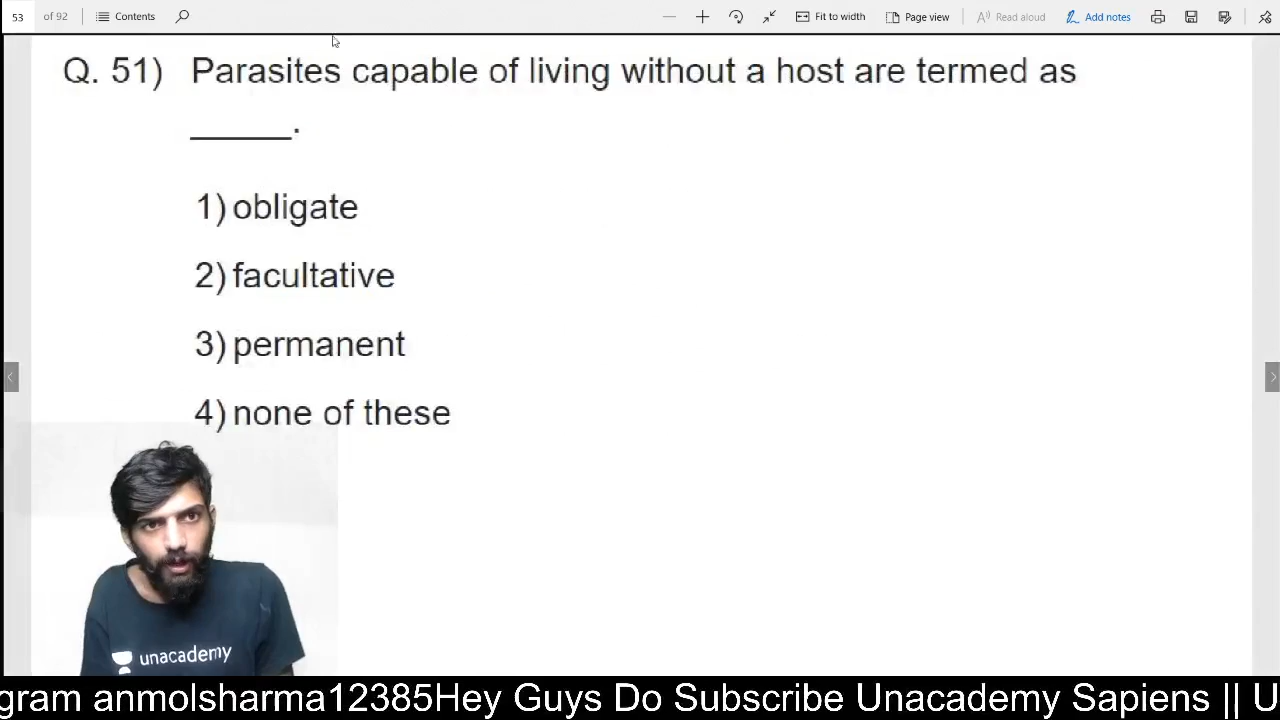 53 of 92 Contents Fit to width Page view Read aloud Add notes
Q. 51) Parasites capable of living without a host are termed as
_____.
1) obligate
2) facultative
3) permanent
4) none of these
unacademy
gram anmolsharma12385Hey Guys Do Subscribe Unacademy Sapiens || U